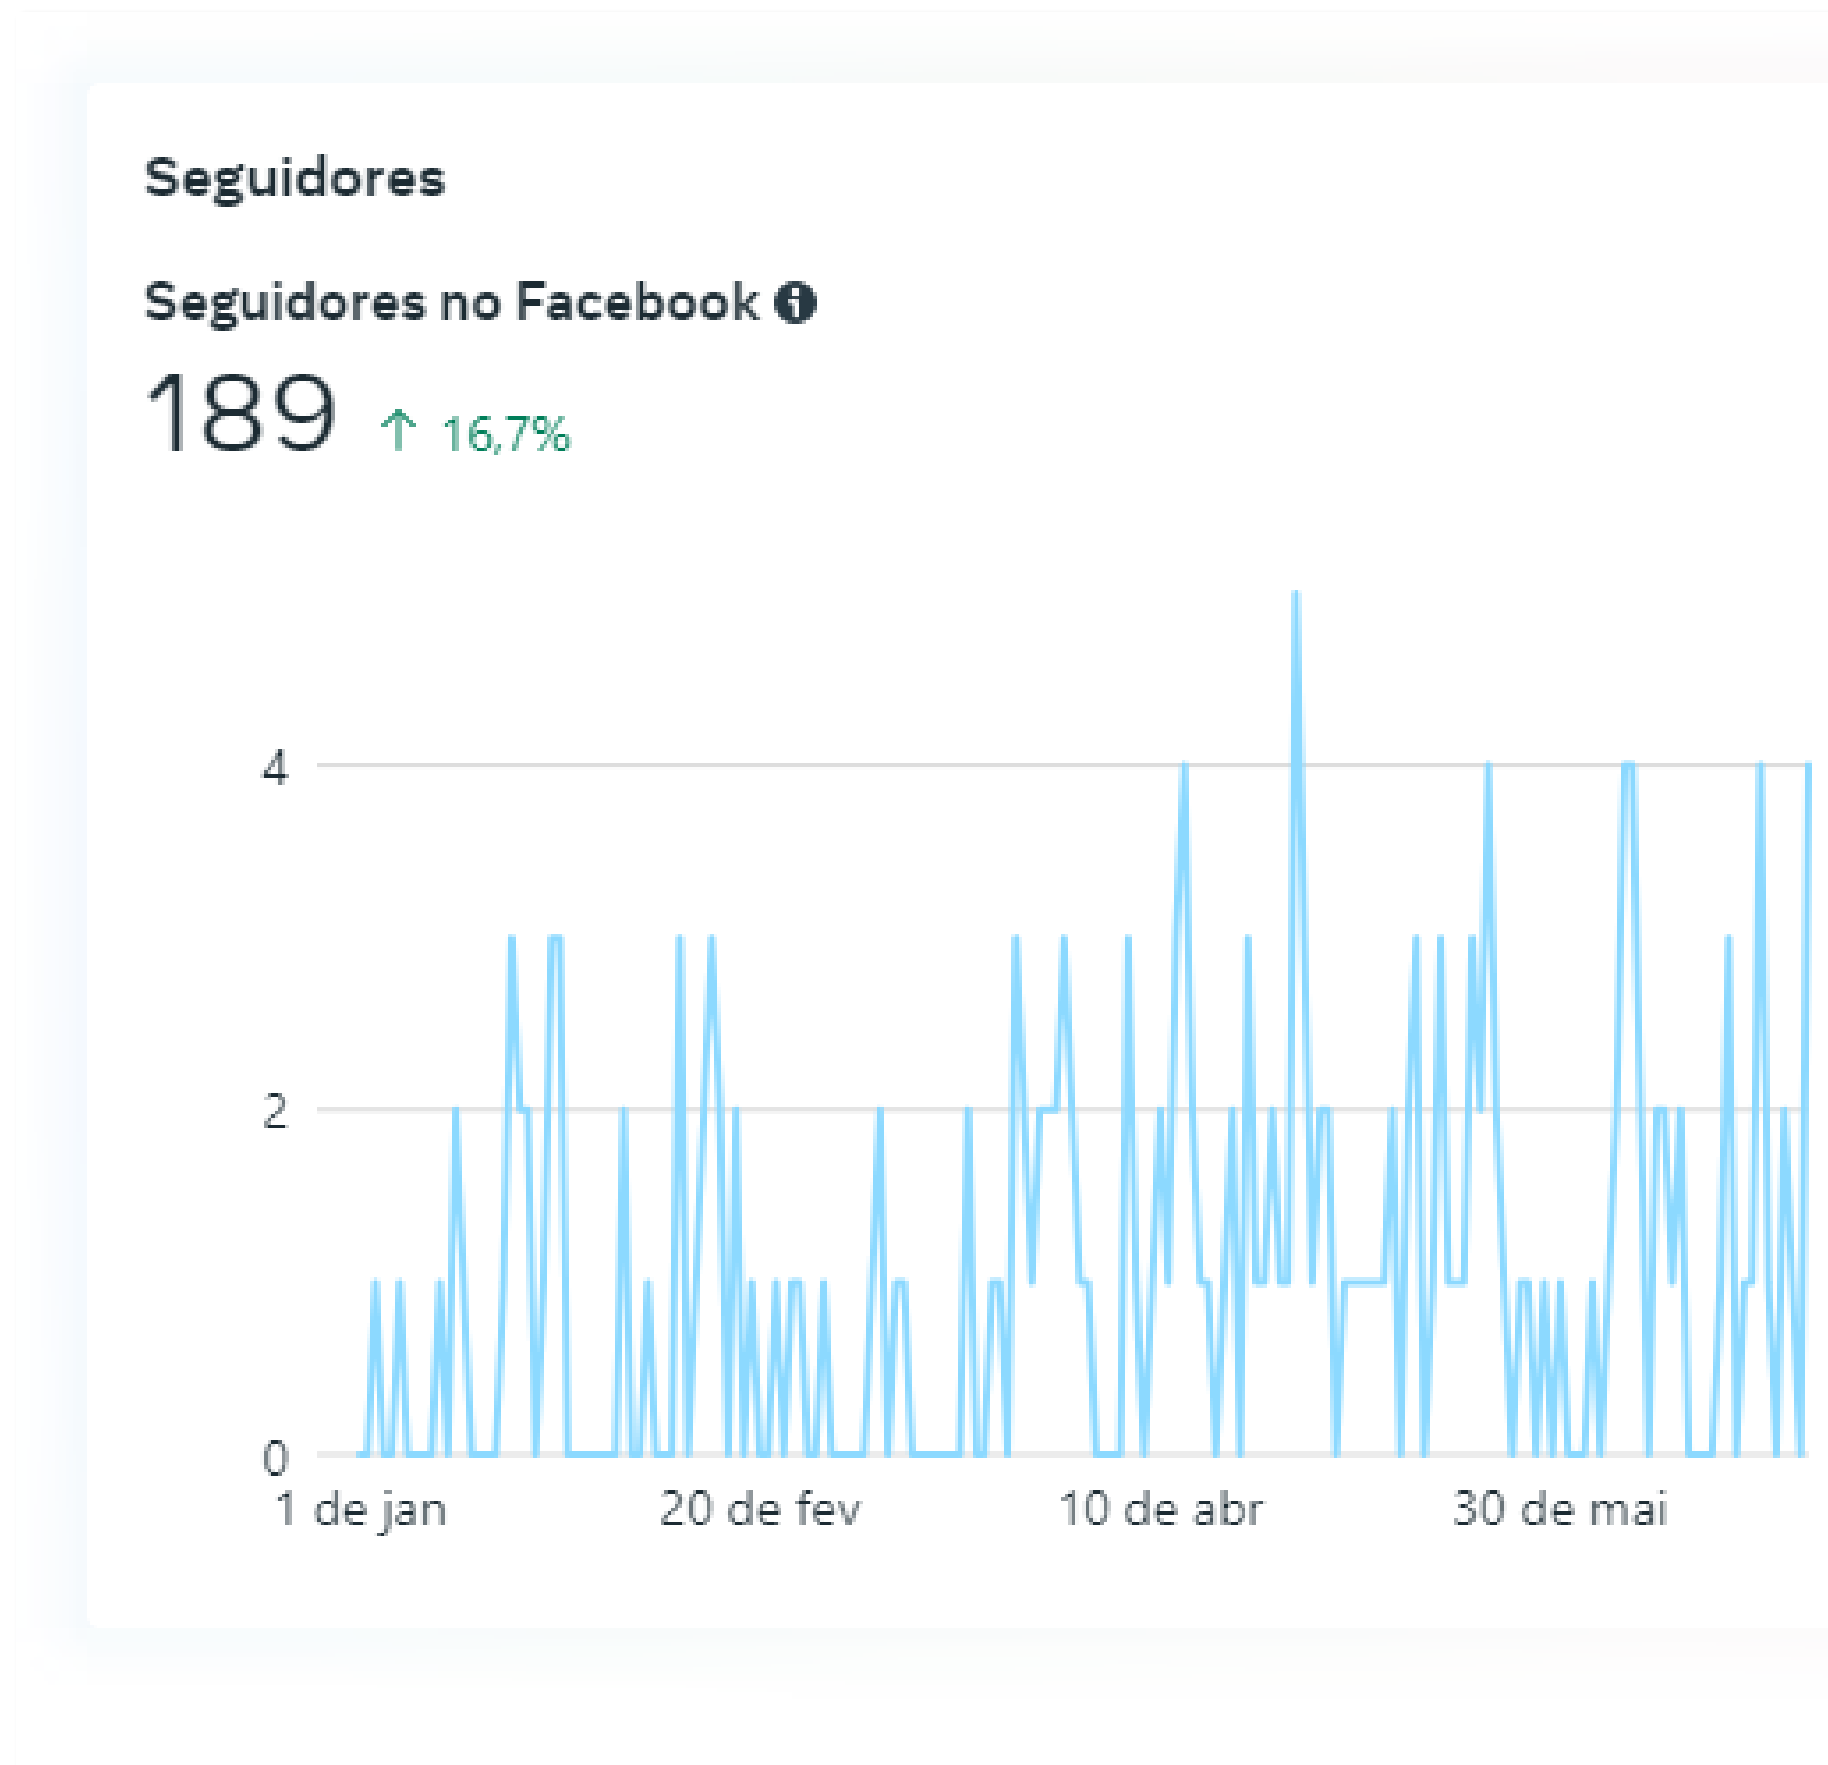 Seguidores
Seguidores no Facebook
189 ↑ 16,7%
4
2
0
1 de jan 20 de fev 10 de abr 30 de mai